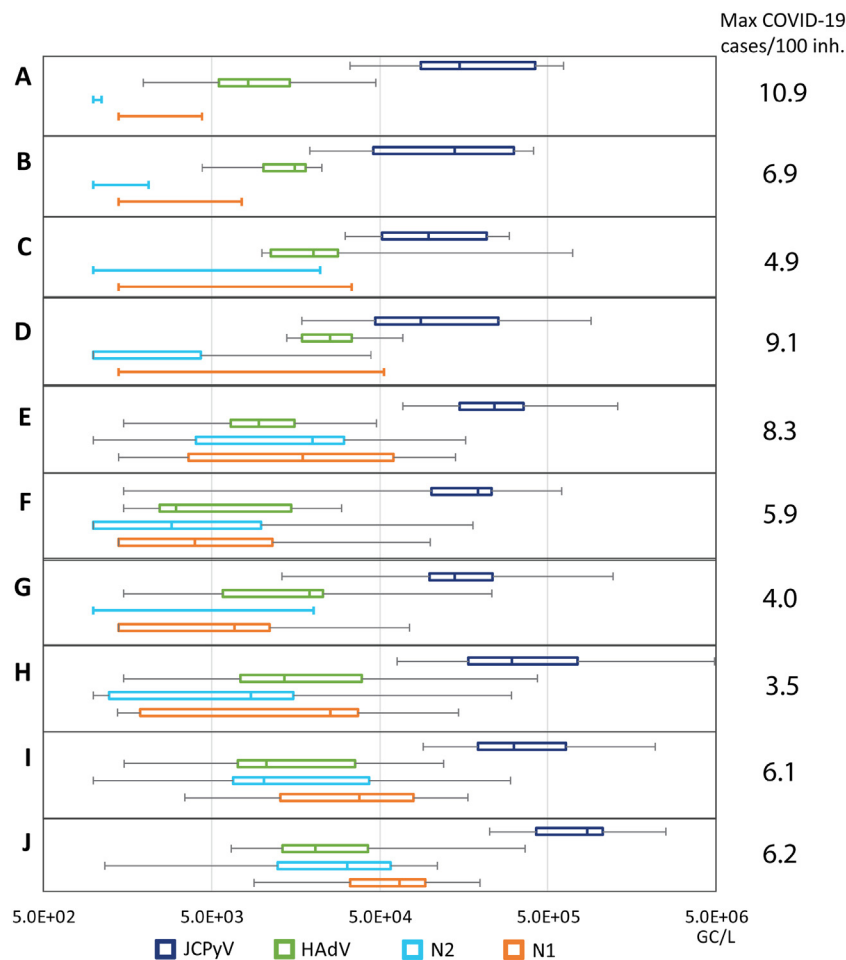 Max COVID-19
cases/100 inh.
A 10.9
B 6.9
C 4.9
D 9.1
E 8.3
F 5.9
G 4.0
H 3.5
I 6.1
J 6.2
5.0E+02 5.0E+03 5.0E+04 5.0E+05 5.0E+06
GC/L
JCPyV HAdV N2 N1